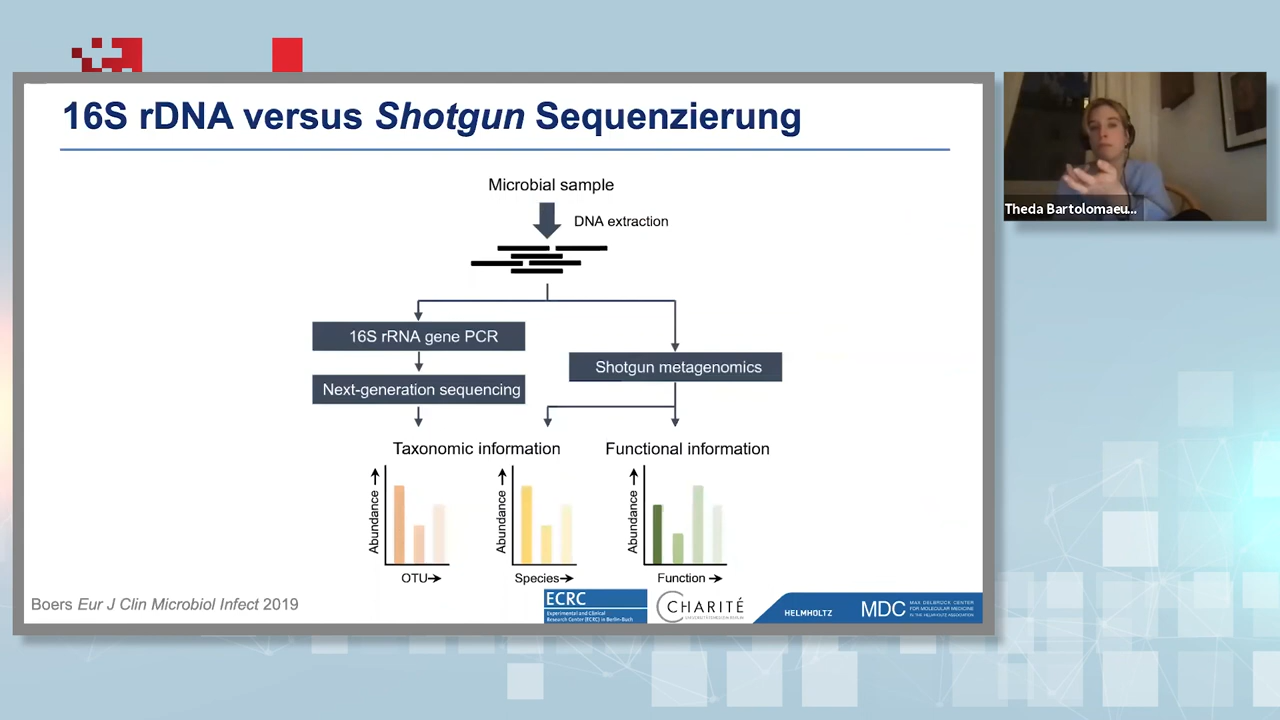 16S rDNA versus Shotgun Sequenzierung
Microbial sample
DNA extraction
16S rRNA gene PCR
Shotgun metagenomics
Next-generation sequencing
Taxonomic information
Functional information
Abundance
OTU
Abundance
Species
Abundance
Function
Boers Eur J Clin Microbiol Infect 2019
ECRC
Experimental and Clinical
Research Center (ECRC) in Berlin-Buch
CHARITÉ
HELMHOLTZ
MDC
MAX DELBRÜCK CENTER
FOR MOLECULAR MEDICINE
IN THE HELMHOLTZ ASSOCIATION
Theda Bartolomaeu...